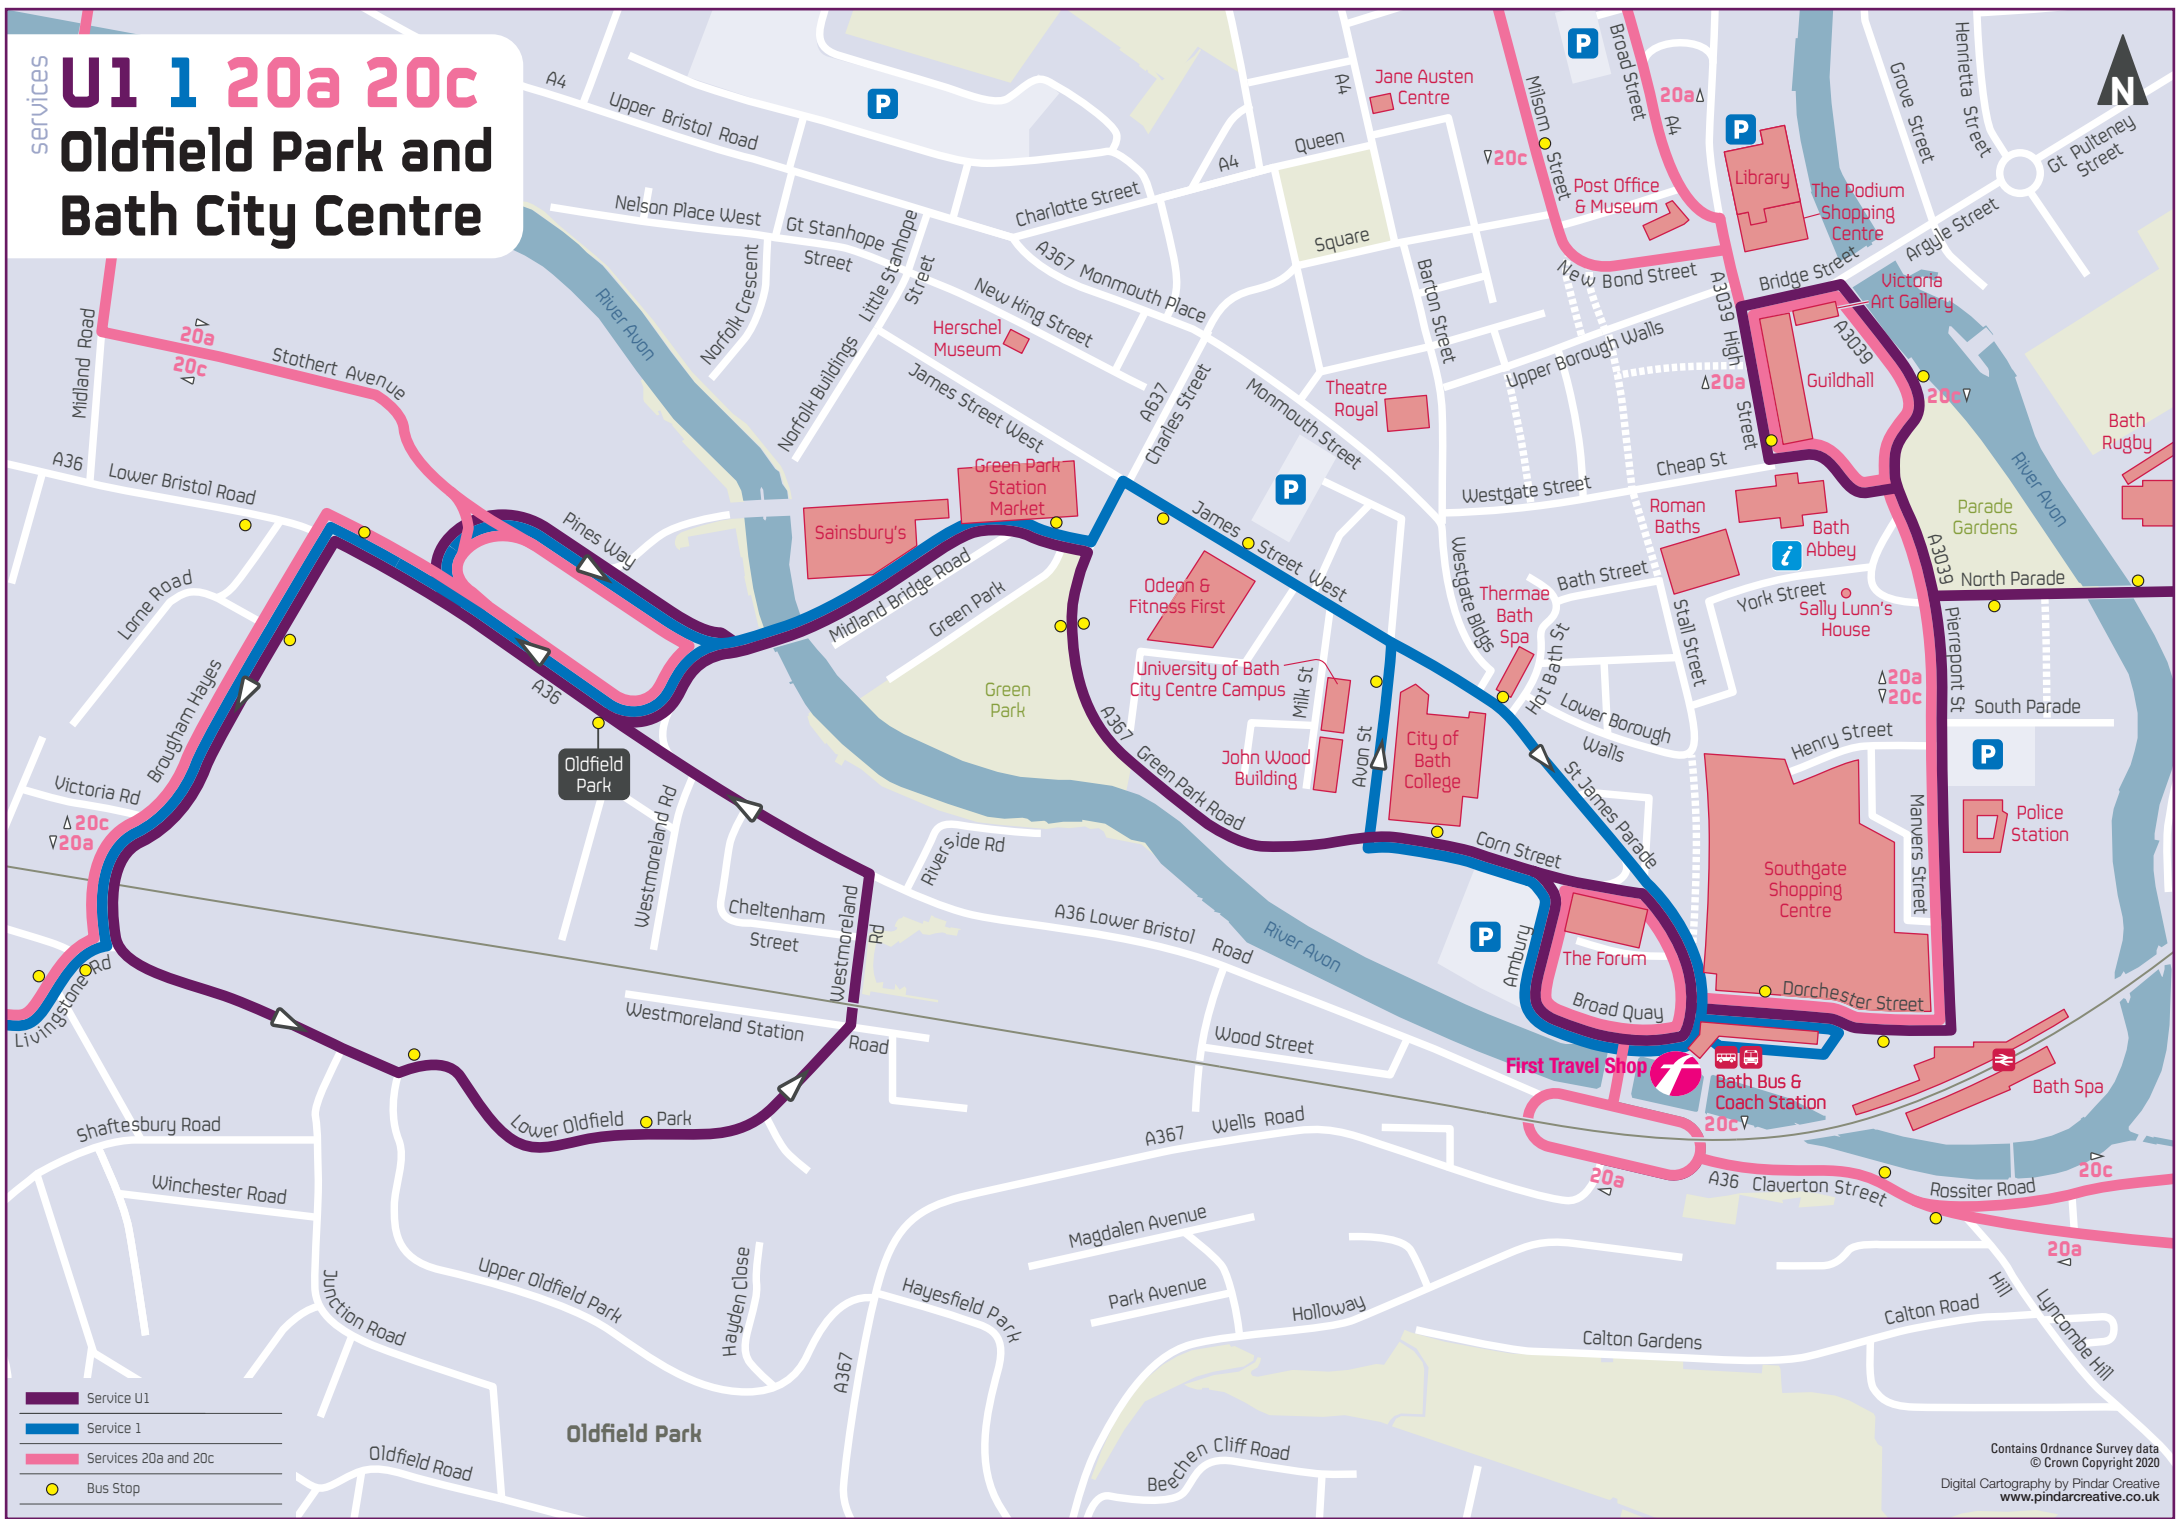 services
U1 1 20a 20c
Oldfield Park and
Bath City Centre
N
A4
Upper Bristol Road
P
A4
Jane Austen
Centre
P
Milsom
Street
Broad Street
20a
A4
P
Grove Street
Henrietta Street
Gt Pulteney
Street
20c
Queen
Square
A4
Charlotte Street
Post Office
& Museum
Library
The Podium
Shopping
Centre
Argyle Street
Bridge Street
Victoria
Art Gallery
Nelson Place West
Gt Stanhope
Street
Little Stanhope
Street
Norfolk Crescent
Norfolk Buildings
New King Street
A367 Monmouth Place
Herschel
Museum
James Street West
A637
Charles Street
Monmouth Street
Barton Street
Theatre
Royal
New Bond Street
Upper Borough Walls
A3039 High
Street
20a
A3039
Guildhall
20c
Bath
Rugby
River Avon
Midland Road
20a
20c
Stothert Avenue
A36
Lower Bristol Road
Pines Way
Sainsbury's
Green Park
Station
Market
P
James Street West
Westgate Street
Cheap St
Roman
Baths
Bath
Abbey
i
Parade
Gardens
River Avon
A3039
North Parade
Lorne Road
Midland Bridge Road
Green Park
Odeon &
Fitness First
Westgate Bldgs
Thermae
Bath
Spa
Bath Street
York Street
Sally Lunn's
House
Stall Street
Hot Bath St
Pierrepont St
20a
20c
South Parade
Brougham Hayes
A36
Green
Park
University of Bath
City Centre Campus
Milk St
John Wood
Building
Avon St
City of
Bath
College
Lower Borough
Walls
Henry Street
P
Oldfield
Park
Victoria Rd
20c
20a
Westmoreland Rd
A367 Green Park Road
St James Parade
Corn Street
Southgate
Shopping
Centre
Manvers Street
Police
Station
Riverside Rd
Cheltenham
Street
Westmoreland
Rd
A36 Lower Bristol Road
River Avon
P
Ambury
The Forum
Broad Quay
Dorchester Street
Livingstone Rd
Westmoreland Station
Road
Wood Street
First Travel Shop
Bath Bus &
Coach Station
Bath Spa
20c
Lower Oldfield Park
Shaftesbury Road
Winchester Road
A367 Wells Road
20a
A36 Claverton Street
Rossiter Road
20c
20a
Magdalen Avenue
Park Avenue
Holloway
Junction Road
Upper Oldfield Park
Hayden Close
Hayesfield Park
A367
Calton Gardens
Calton Road
Hill
Lyncombe Hill
Oldfield Park
Oldfield Road
Beechen Cliff Road
Service U1
Service 1
Services 20a and 20c
Bus Stop
Contains Ordnance Survey data
© Crown Copyright 2020
Digital Cartography by Pindar Creative
www.pindarcreative.co.uk